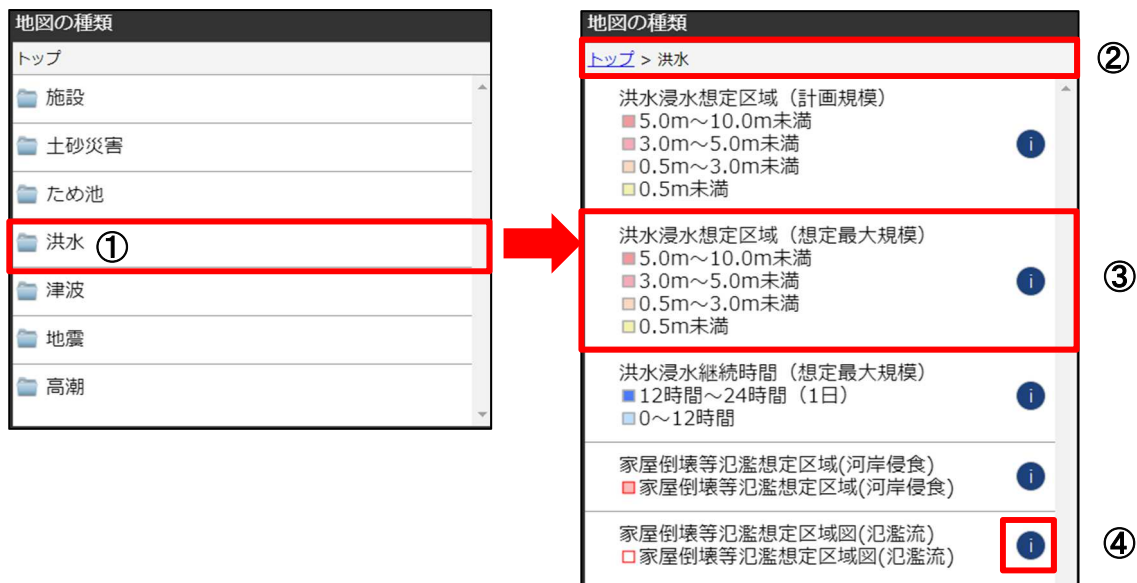 地図の種類
トップ
施設
土砂災害
ため池
洪水 ①
津波
地震
高潮
地図の種類
トップ > 洪水
②
洪水浸水想定区域（計画規模）
5.0m～10.0m未満
3.0m～5.0m未満
0.5m～3.0m未満
0.5m未満
i
洪水浸水想定区域（想定最大規模）
5.0m～10.0m未満
3.0m～5.0m未満
0.5m～3.0m未満
0.5m未満
i
③
洪水浸水継続時間（想定最大規模）
12時間～24時間（1日）
0～12時間
i
家屋倒壊等氾濫想定区域(河岸侵食)
家屋倒壊等氾濫想定区域(河岸侵食)
i
家屋倒壊等氾濫想定区域図(氾濫流)
家屋倒壊等氾濫想定区域図(氾濫流)
i
④